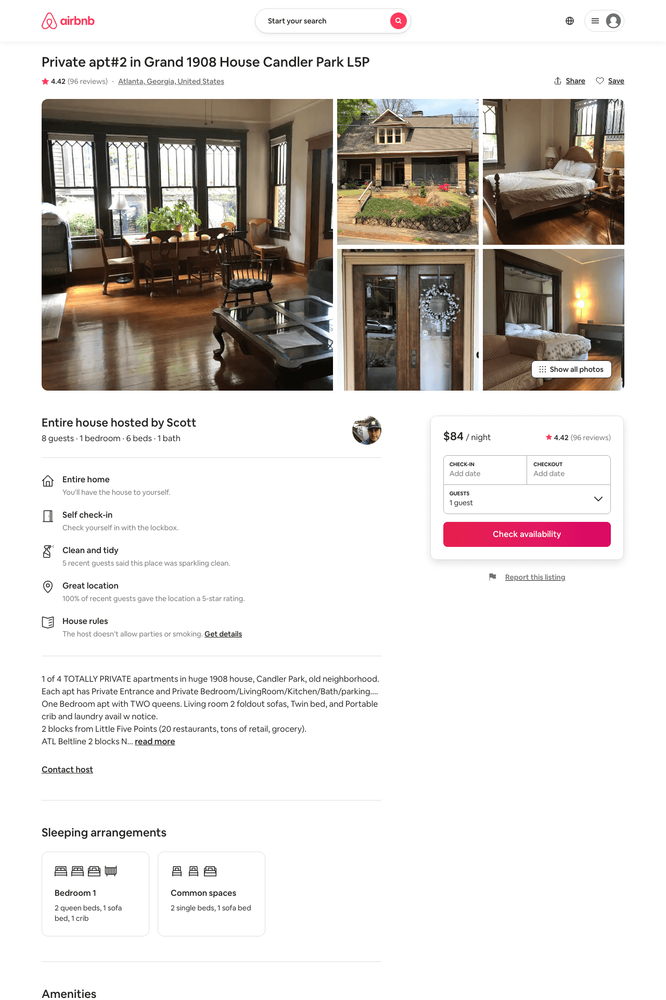 airbnb
Start your search
Private apt#2 in Grand 1908 House Candler Park L5P
4.42 (96 reviews) · Atlanta, Georgia, United States
Share
Save
Show all photos
Entire house hosted by Scott
8 guests · 1 bedroom · 6 beds · 1 bath
$84 / night
4.42 (96 reviews)
CHECK-IN
Add date
CHECKOUT
Add date
GUESTS
1 guest
Check availability
Report this listing
Entire home
You’ll have the house to yourself.
Self check-in
Check yourself in with the lockbox.
Clean and tidy
5 recent guests said this place was sparkling clean.
Great location
100% of recent guests gave the location a 5-star rating.
House rules
The host doesn’t allow parties or smoking. Get details
1 of 4 TOTALLY PRIVATE apartments in huge 1908 house, Candler Park, old neighborhood.
Each apt has Private Entrance and Private Bedroom/LivingRoom/Kitchen/Bath/parking....
One Bedroom apt with TWO queens. Living room 2 foldout sofas, Twin bed, and Portable
crib and laundry avail w notice.
2 blocks from Little Five Points (20 restaurants, tons of retail, grocery).
ATL Beltline 2 blocks N... read more
Contact host
Sleeping arrangements
Bedroom 1
2 queen beds, 1 sofa
bed, 1 crib
Common spaces
2 single beds, 1 sofa bed
Amenities